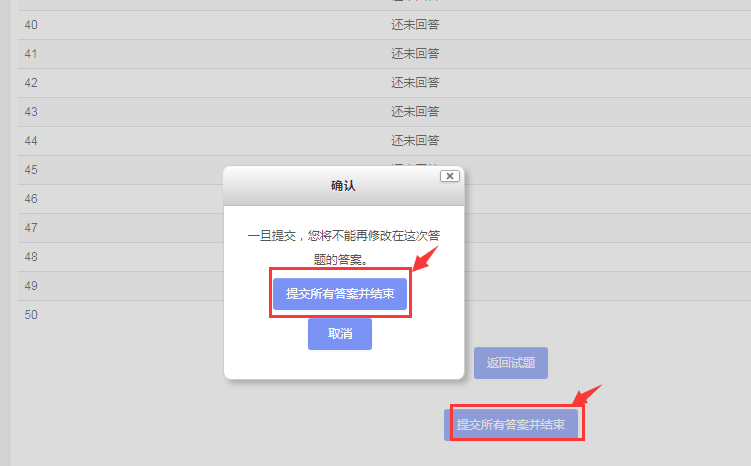 40 还未回答
41 还未回答
42 还未回答
43 还未回答
44 还未回答
45
46
47
48
49
50
确认
一旦提交，您将不能再修改在这次答
题的答案。
提交所有答案并结束
取消
返回试题
提交所有答案并结束